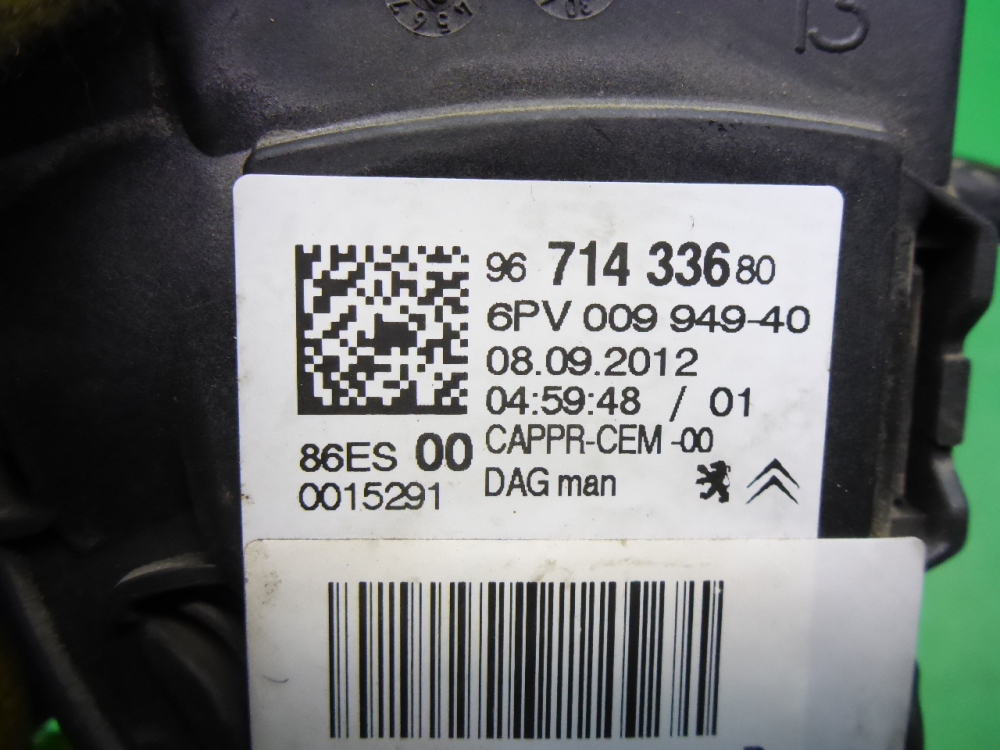 13
96 714 336 80
6PV 009 949-40
08.09.2012
04:59:48 / 01
86ES 00 CAPPR-CEM -00
0015291 DAG man